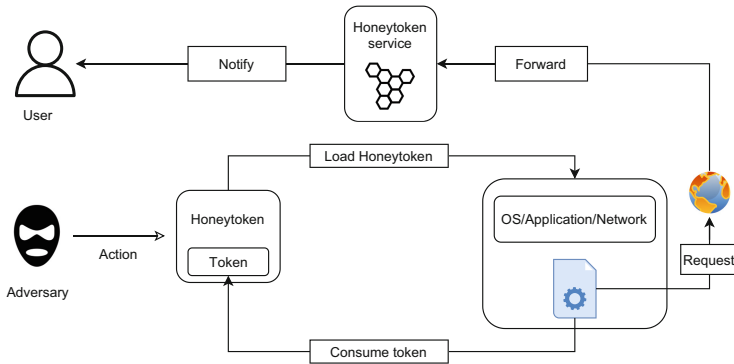 Honeytoken
service
Notify
Forward
User
Load Honeytoken
Honeytoken
OS/Application/Network
Token
Action
Request
Adversary
Consume token